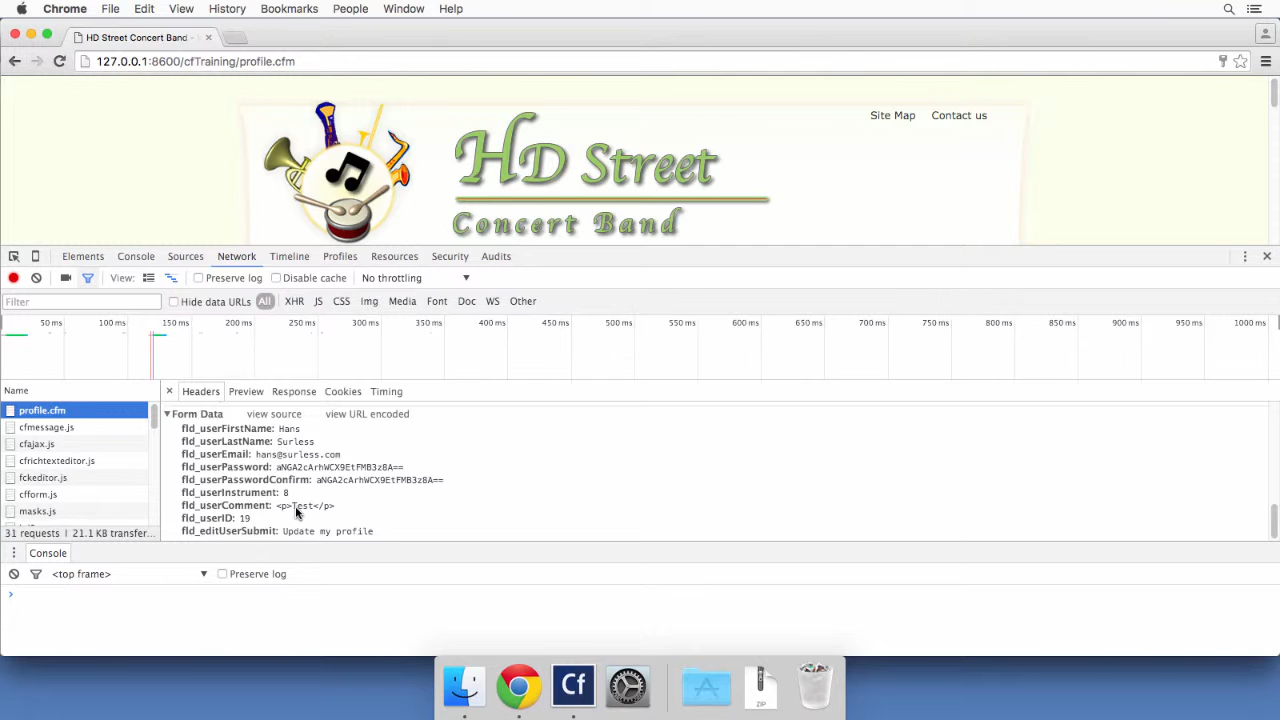 Chrome File Edit View History Bookmarks People Window Help
HD Street Concert Band -
127.0.0.1:8600/cfTraining/profile.cfm
Site Map Contact us
HD Street
Concert Band
Elements Console Sources Network Timeline Profiles Resources Security Audits
View: Preserve log Disable cache No throttling
Filter Hide data URLs All XHR JS CSS Img Media Font Doc WS Other
50 ms 100 ms 150 ms 200 ms 250 ms 300 ms 350 ms 400 ms 450 ms 500 ms 550 ms 600 ms 650 ms 700 ms 750 ms 800 ms 850 ms 900 ms 950 ms 1000 ms
Name Headers Preview Response Cookies Timing
profile.cfm
cfmessage.js
cfajax.js
cfrichtexteditor.js
fckeditor.js
cfform.js
masks.js
31 requests | 21.1 KB transfer...
Form Data view source view URL encoded
fld_userFirstName: Hans
fld_userLastName: Surless
fld_userEmail: hans@surless.com
fld_userPassword: aNGA2cArhWCX9EtFMB3z8A==
fld_userPasswordConfirm: aNGA2cArhWCX9EtFMB3z8A==
fld_userInstrument: 8
fld_userComment: <p>Test</p>
fld_userID: 19
fld_editUserSubmit: Update my profile
Console
<top frame> Preserve log
Cf
ZIP